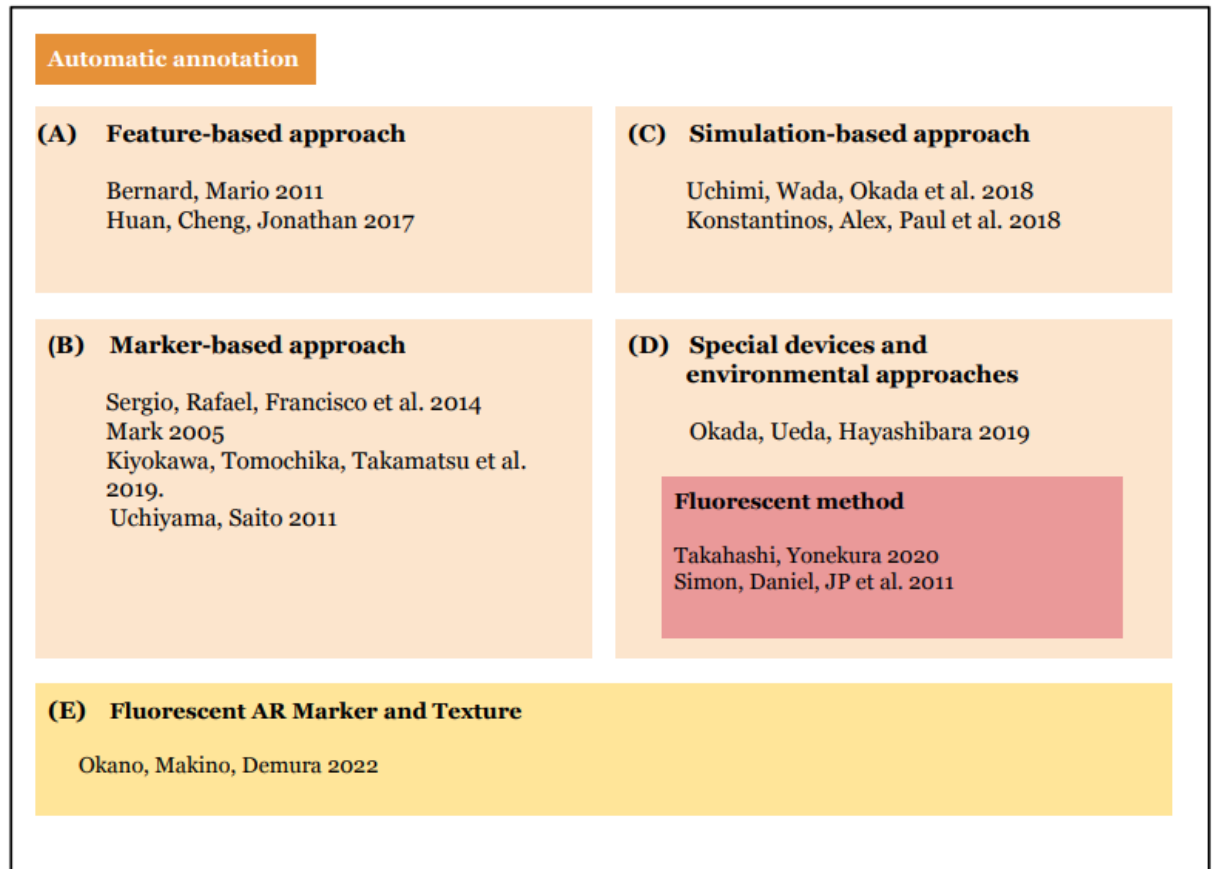 Automatic annotation
(A) Feature-based approach
Bernard, Mario 2011
Huan, Cheng, Jonathan 2017
(B) Marker-based approach
Sergio, Rafael, Francisco et al. 2014
Mark 2005
Kiyokawa, Tomochika, Takamatsu et al.
2019.
Uchiyama, Saito 2011
(C) Simulation-based approach
Uchimi, Wada, Okada et al. 2018
Konstantinos, Alex, Paul et al. 2018
(D) Special devices and
environmental approaches
Okada, Ueda, Hayashibara 2019
Fluorescent method
Takahashi, Yonekura 2020
Simon, Daniel, JP et al. 2011
(E) Fluorescent AR Marker and Texture
Okano, Makino, Demura 2022